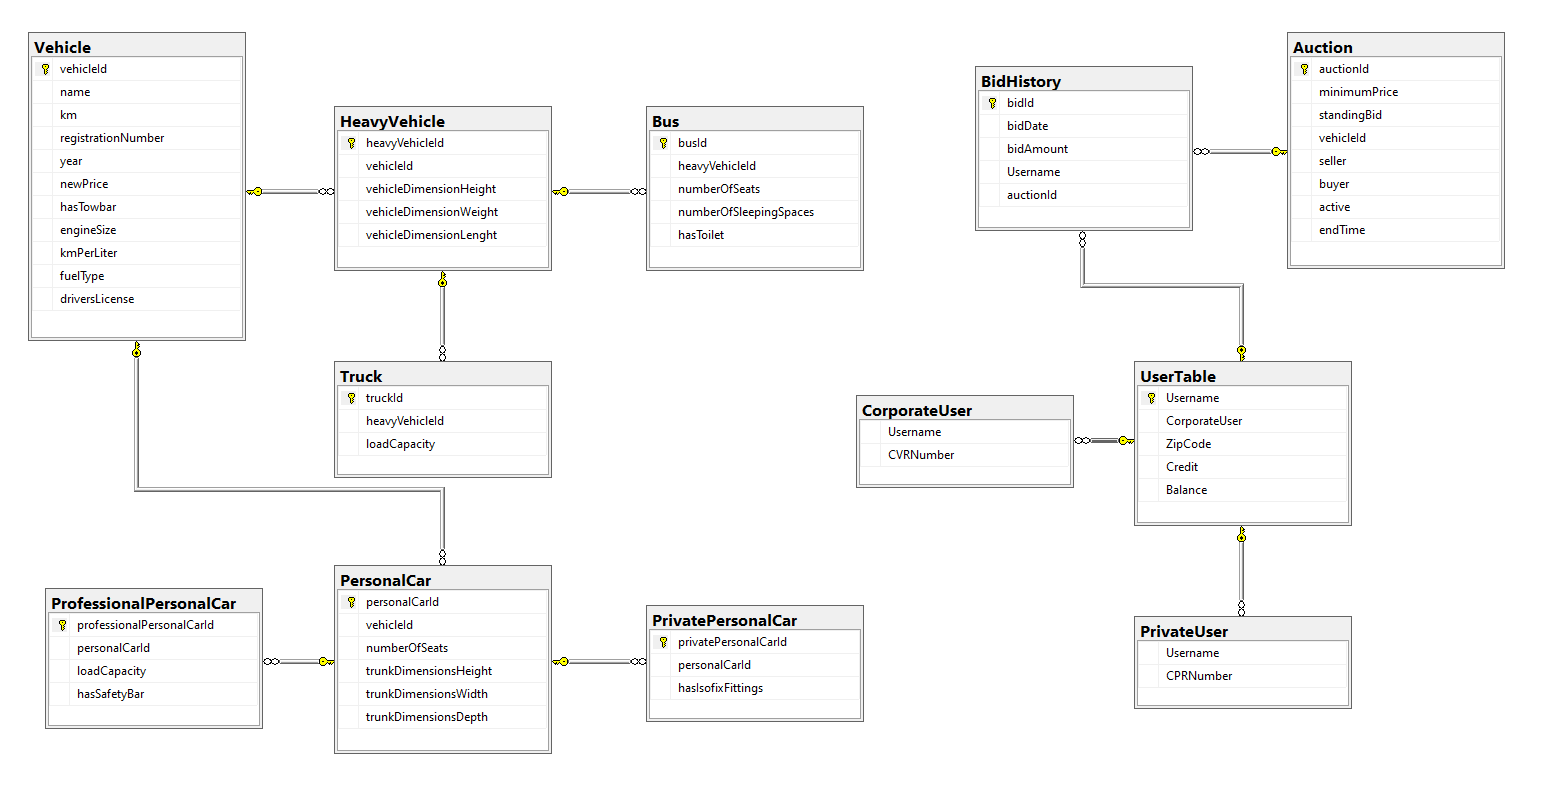 Vehicle
vehicleId
name
km
registrationNumber
year
newPrice
hasTowbar
engineSize
kmPerLiter
fuelType
driversLicense
HeavyVehicle
heavyVehicleId
vehicleId
vehicleDimensionHeight
vehicleDimensionWeight
vehicleDimensionLenght
Bus
busId
heavyVehicleId
numberOfSeats
numberOfSleepingSpaces
hasToilet
BidHistory
bidId
bidDate
bidAmount
Username
auctionId
Auction
auctionId
minimumPrice
standingBid
vehicleId
seller
buyer
active
endTime
Truck
truckId
heavyVehicleId
loadCapacity
CorporateUser
Username
CVRNumber
UserTable
Username
CorporateUser
ZipCode
Credit
Balance
ProfessionalPersonalCar
professionalPersonalCarId
personalCarId
loadCapacity
hasSafetyBar
PersonalCar
personalCarId
vehicleId
numberOfSeats
trunkDimensionsHeight
trunkDimensionsWidth
trunkDimensionsDepth
PrivatePersonalCar
privatePersonalCarId
personalCarId
hasIsofixFittings
PrivateUser
Username
CPRNumber